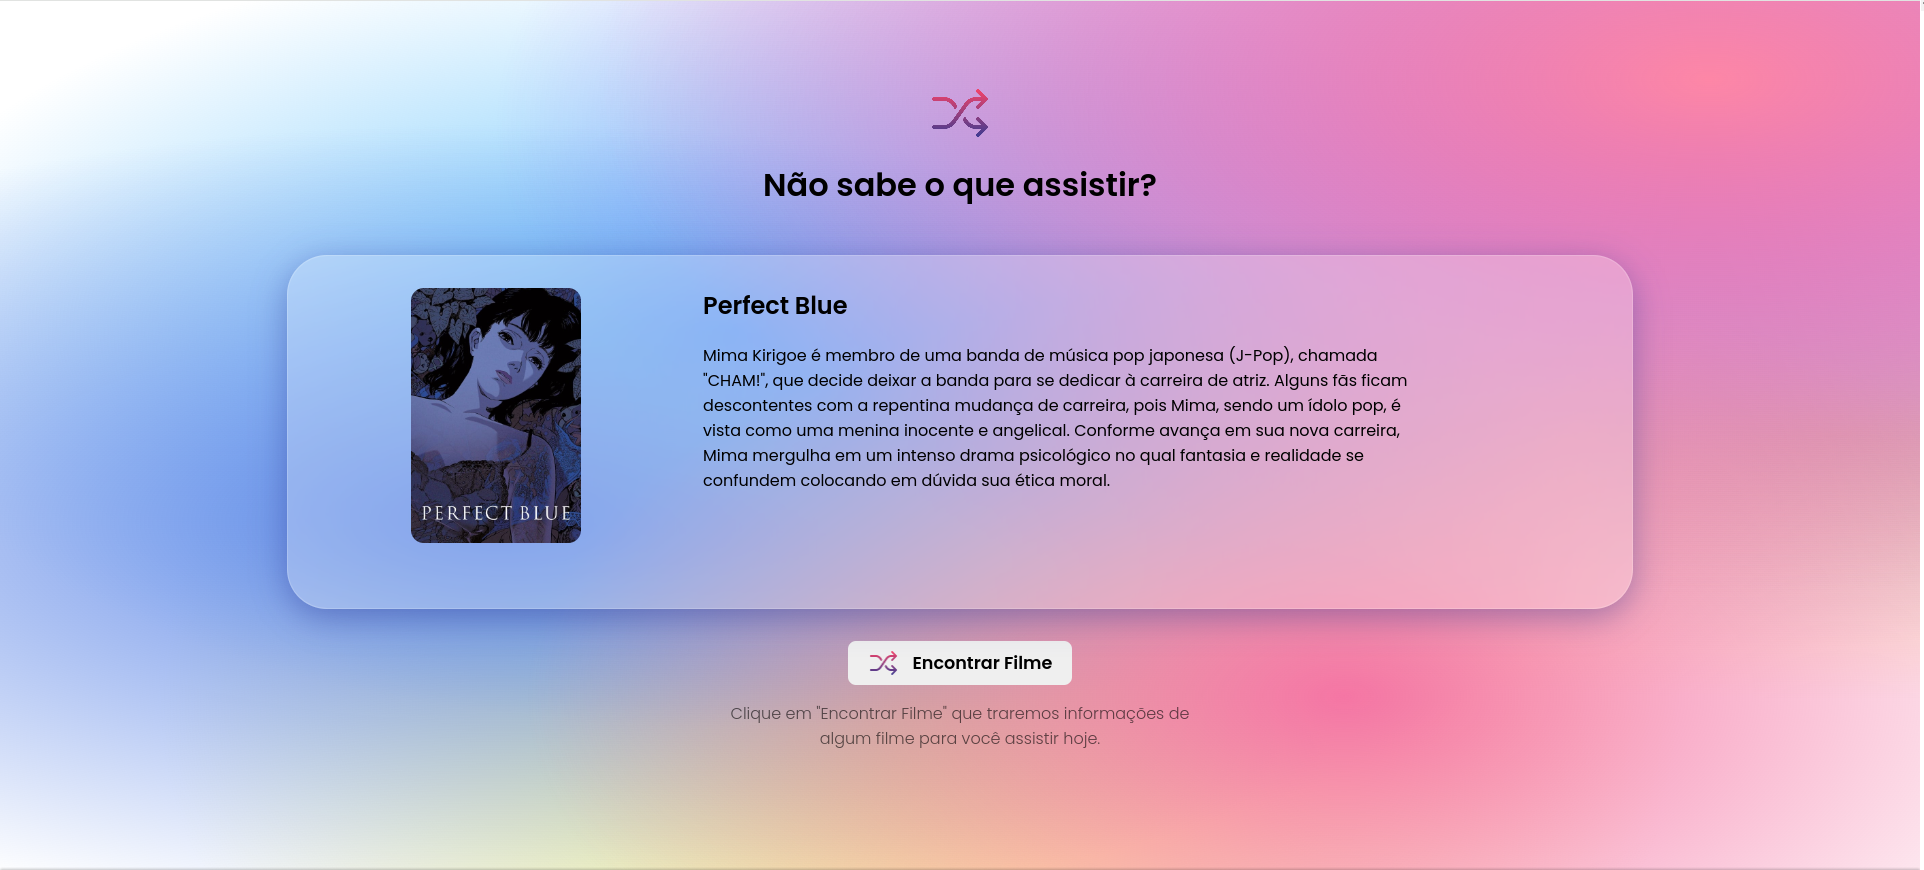 Não sabe o que assistir?
PERFECT BLUE
Perfect Blue
Mima Kirigoe é membro de uma banda de música pop japonesa (J-Pop), chamada
"CHAM!", que decide deixar a banda para se dedicar à carreira de atriz. Alguns fãs ficam
descontentes com a repentina mudança de carreira, pois Mima, sendo um ídolo pop, é
vista como uma menina inocente e angelical. Conforme avança em sua nova carreira,
Mima mergulha em um intenso drama psicológico no qual fantasia e realidade se
confundem colocando em dúvida sua ética moral.
Encontrar Filme
Clique em "Encontrar Filme" que traremos informações de
algum filme para você assistir hoje.